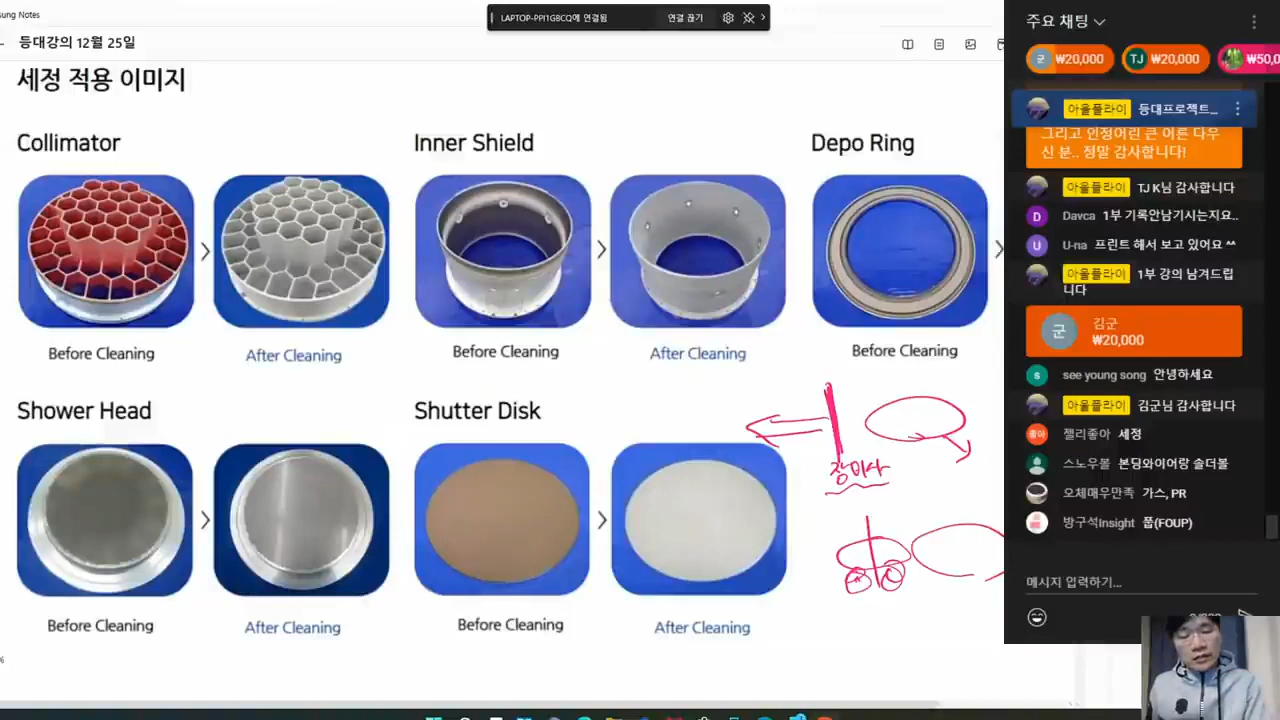 sung Notes
LAPTOP-PPI1GBCQ에 연결됨
연결 끊기
등대강의 12월 25일
세정 적용 이미지
Collimator
Inner Shield
Depo Ring
Before Cleaning
After Cleaning
Before Cleaning
After Cleaning
Before Cleaning
Shower Head
Shutter Disk
장마사
Before Cleaning
After Cleaning
Before Cleaning
After Cleaning
주요 채팅
군 ₩20,000
TJ ₩20,000
₩50,0
아울플라이 등대프로젝트...
그리고 인정어린 큰 어른 다우
신 분.. 정말 감사합니다!
아울플라이 TJ K님 감사합니다
D Davca 1부 기록안남기시는지요..
U U-na 프린트 해서 보고 있어요 ^^
아울플라이 1부 강의 남겨드립
니다
군 김군
₩20,000
s see young song 안녕하세요
아울플라이 김군님 감사합니다
좋아 젤리좋아 세정
스노우볼 본딩와이어랑 솔더볼
오체매우만족 가스, PR
방구석Insight 풉(FOUP)
메시지 입력하기...